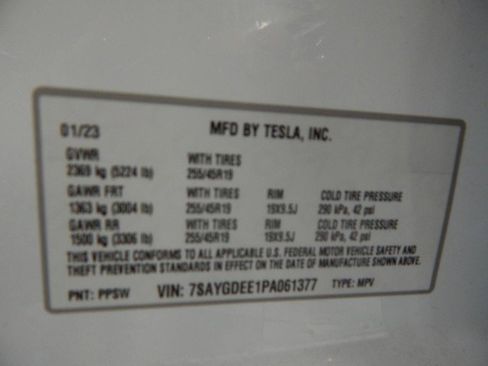 01/23 MFD BY TESLA, INC.
GVWR WITH TIRES
2369 kg (5224 lb) 255/45R19
GAWR FRT WITH TIRES RIM COLD TIRE PRESSURE
1363 kg (3004 lb) 255/45R19 19X9.5J 290 kPa, 42 psi
GAWR RR WITH TIRES RIM COLD TIRE PRESSURE
1500 kg (3306 lb) 255/45R19 19X9.5J 290 kPa, 42 psi
THIS VEHICLE CONFORMS TO ALL APPLICABLE U.S. FEDERAL MOTOR VEHICLE SAFETY AND
THEFT PREVENTION STANDARDS IN EFFECT ON THE DATE OF MANUFACTURE SHOWN ABOVE.
PNT: PPSW VIN: 7SAYGDEE1PA061377 TYPE: MPV